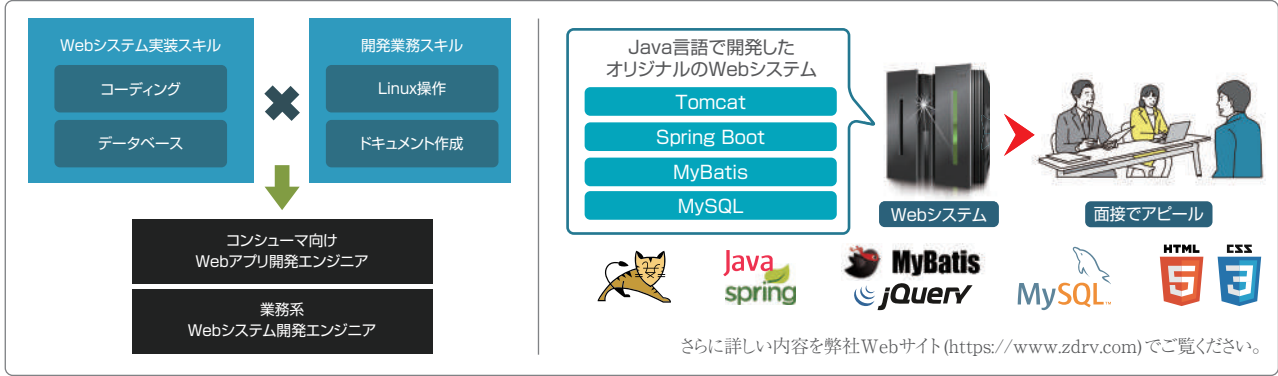 Webシステム実装スキル
コーディング
データベース
開発業務スキル
Linux操作
ドキュメント作成
コンシューマ向け
Webアプリ開発エンジニア
業務系
Webシステム開発エンジニア
Java言語で開発した
オリジナルのWebシステム
Tomcat
Spring Boot
MyBatis
MySQL
Webシステム
面接でアピール
Java
spring
MyBatis
jQuery
MySQL
HTML
5
CSS
3
さらに詳しい内容を弊社Webサイト(https://www.zdrv.com)でご覧ください。